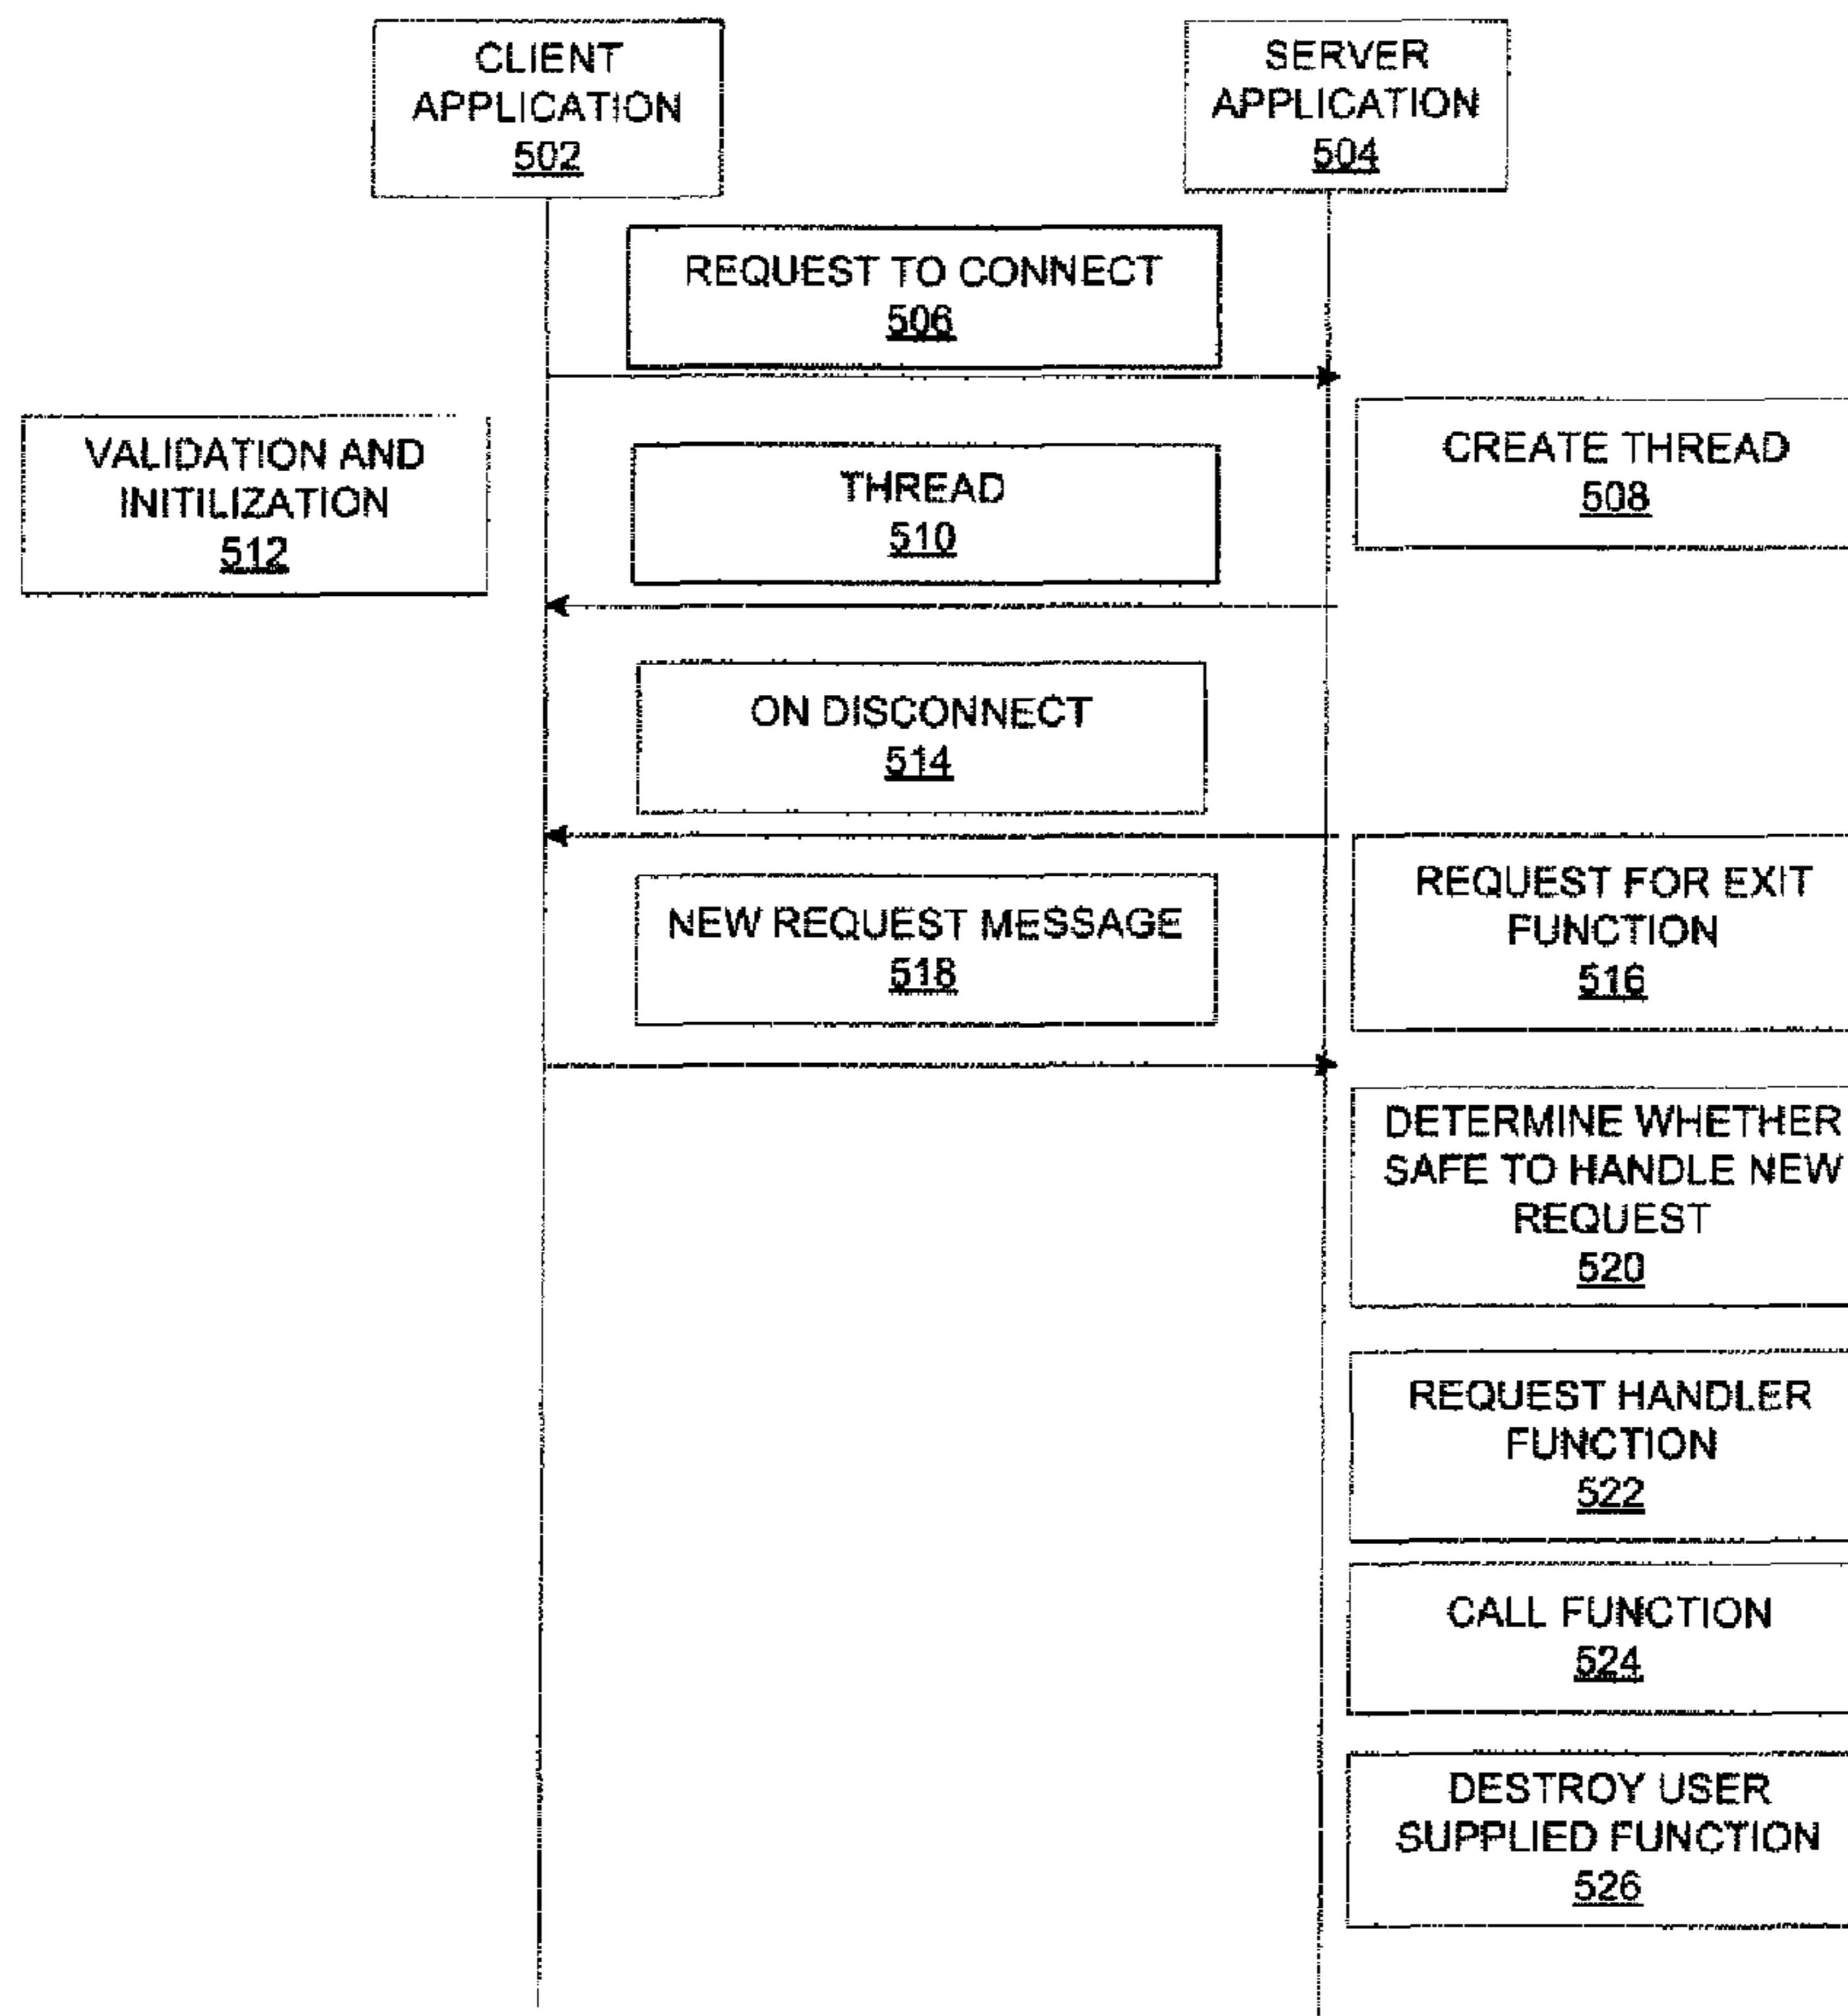 CLIENT
APPLICATION
502
SERVER
APPLICATION
504
REQUEST TO CONNECT
506
VALIDATION AND
INITILIZATION
512
THREAD
510
CREATE THREAD
508
ON DISCONNECT
514
NEW REQUEST MESSAGE
518
REQUEST FOR EXIT
FUNCTION
516
DETERMINE WHETHER
SAFE TO HANDLE NEW
REQUEST
520
REQUEST HANDLER
FUNCTION
522
CALL FUNCTION
524
DESTROY USER
SUPPLIED FUNCTION
526